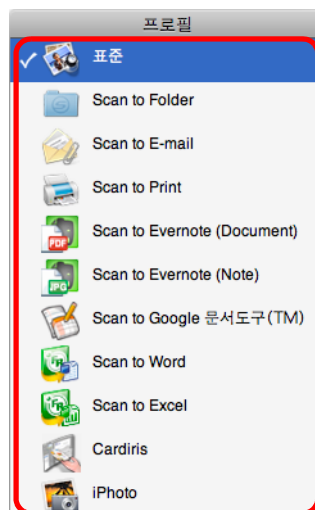 프로필
표준
Scan to Folder
Scan to E-mail
Scan to Print
PDF
Scan to Evernote (Document)
JPG
Scan to Evernote (Note)
Scan to Google 문서도구(TM)
Scan to Word
Scan to Excel
Cardiris
iPhoto